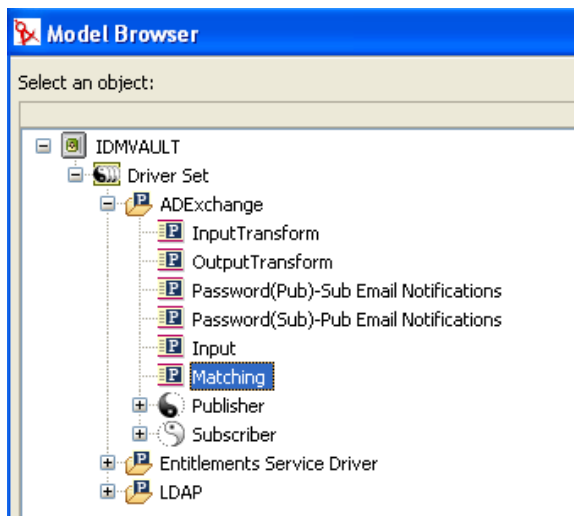 Model Browser
Select an object:
IDMVAULT
Driver Set
ADExchange
InputTransform
OutputTransform
Password(Pub)-Sub Email Notifications
Password(Sub)-Pub Email Notifications
Input
Matching
Publisher
Subscriber
Entitlements Service Driver
LDAP